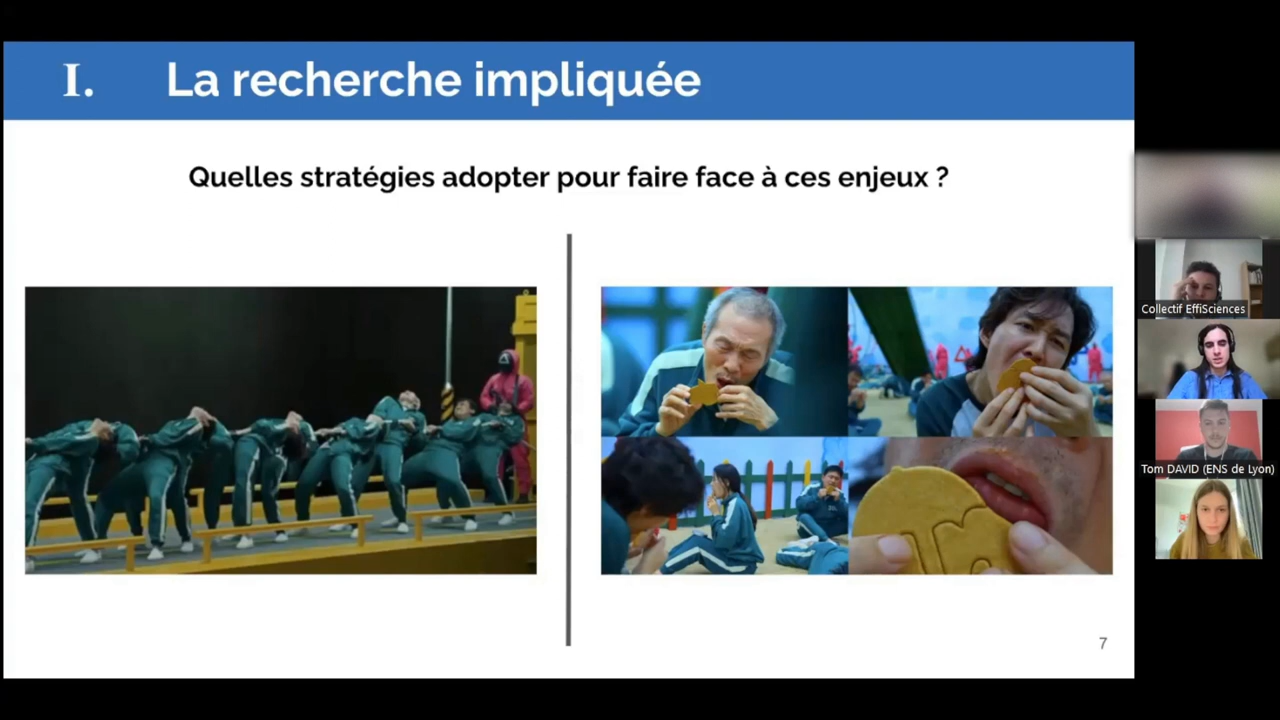 I. La recherche impliquée
Quelles stratégies adopter pour faire face à ces enjeux ?
7
Collectif EffiSciences
Tom DAVID (ENS de Lyon)